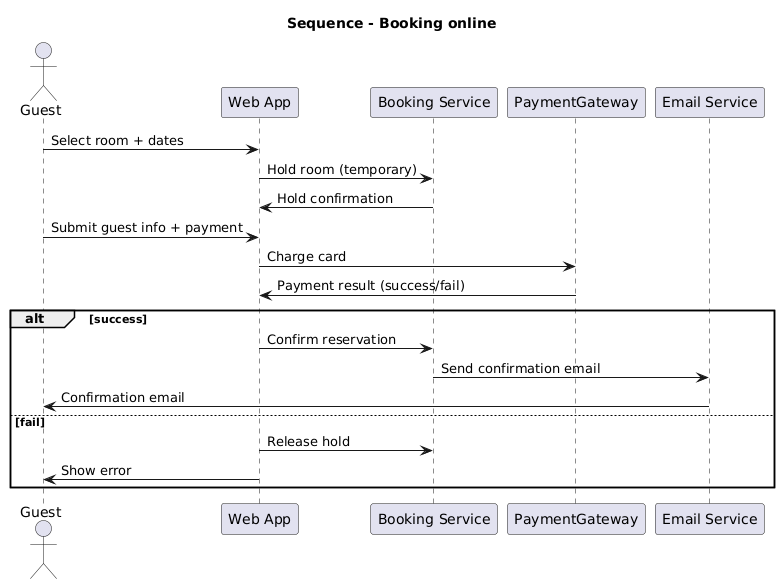 Sequence - Booking online
Guest
Web App
Booking Service
PaymentGateway
Email Service
Select room + dates
Hold room (temporary)
Hold confirmation
Submit guest info + payment
Charge card
Payment result (success/fail)
alt [success]
Confirm reservation
Send confirmation email
Confirmation email
[fail]
Release hold
Show error
Guest
Web App
Booking Service
PaymentGateway
Email Service